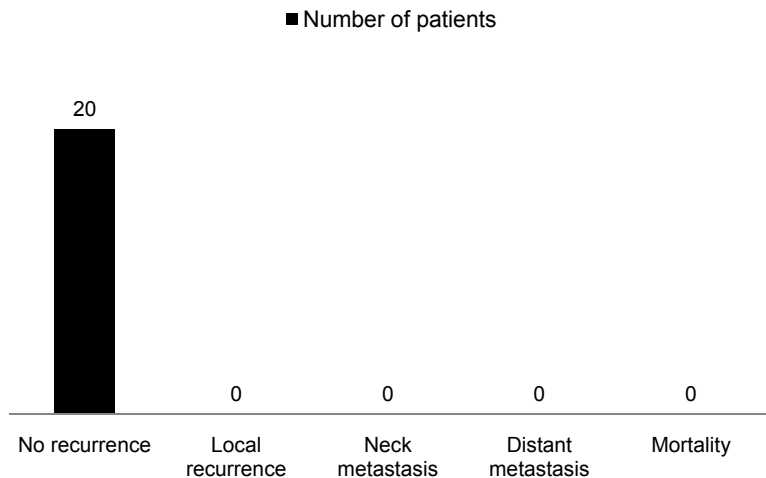 Number of patients
20
0
0
0
0
No recurrence
Local
recurrence
Neck
metastasis
Distant
metastasis
Mortality